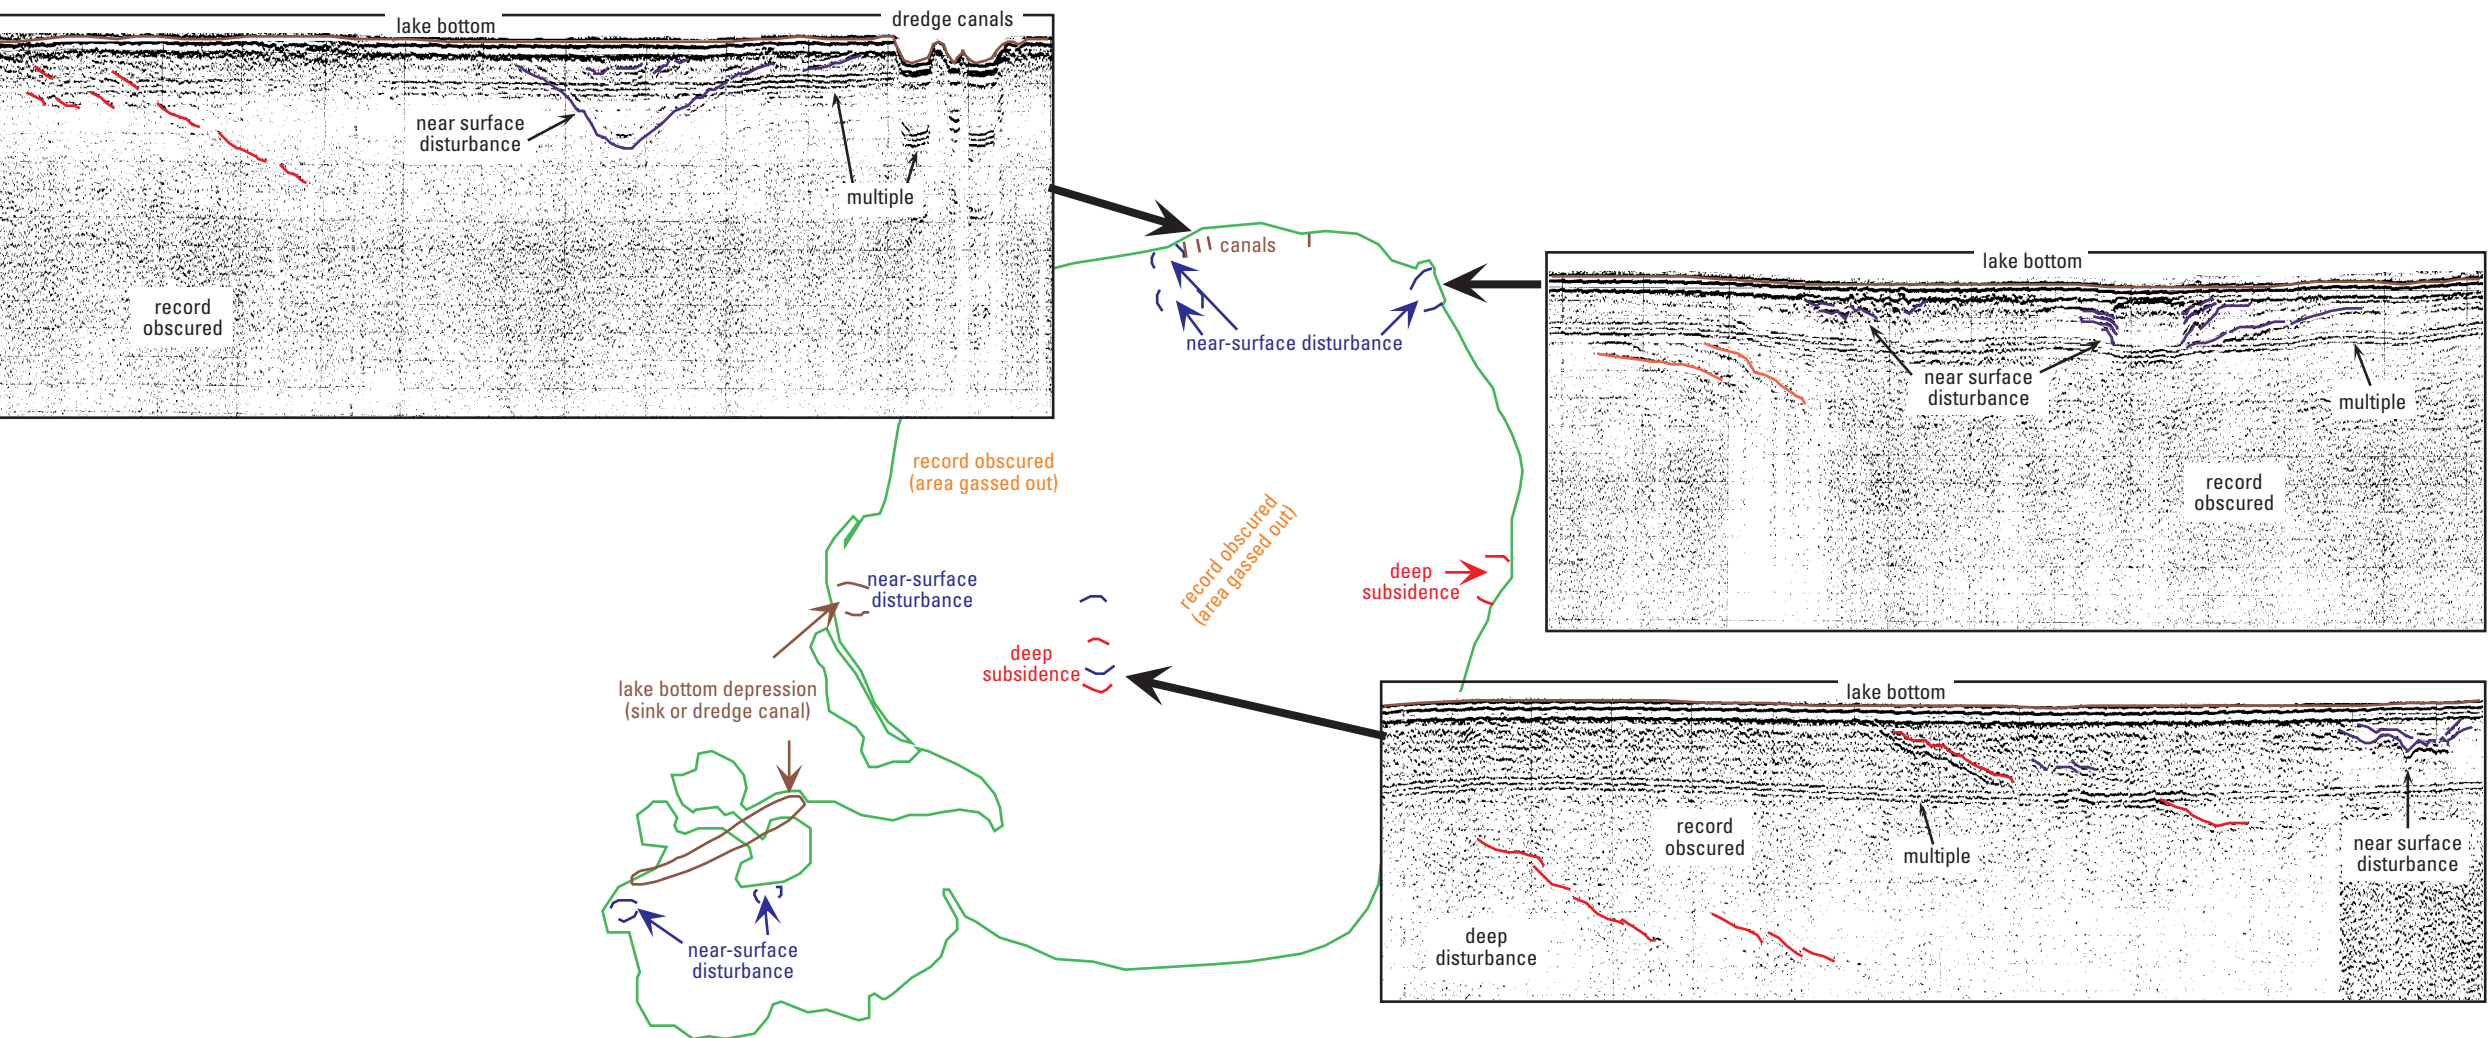 lake bottom
dredge canals
near surface
disturbance
multiple
record
obscured
canals
near-surface disturbance
lake bottom
near surface
disturbance
multiple
record
obscured
record obscured
(area gassed out)
record obscured
(area gassed out)
near-surface
disturbance
deep
subsidence
deep
subsidence
lake bottom depression
(sink or dredge canal)
near-surface
disturbance
lake bottom
record
obscured
multiple
near surface
disturbance
deep
disturbance